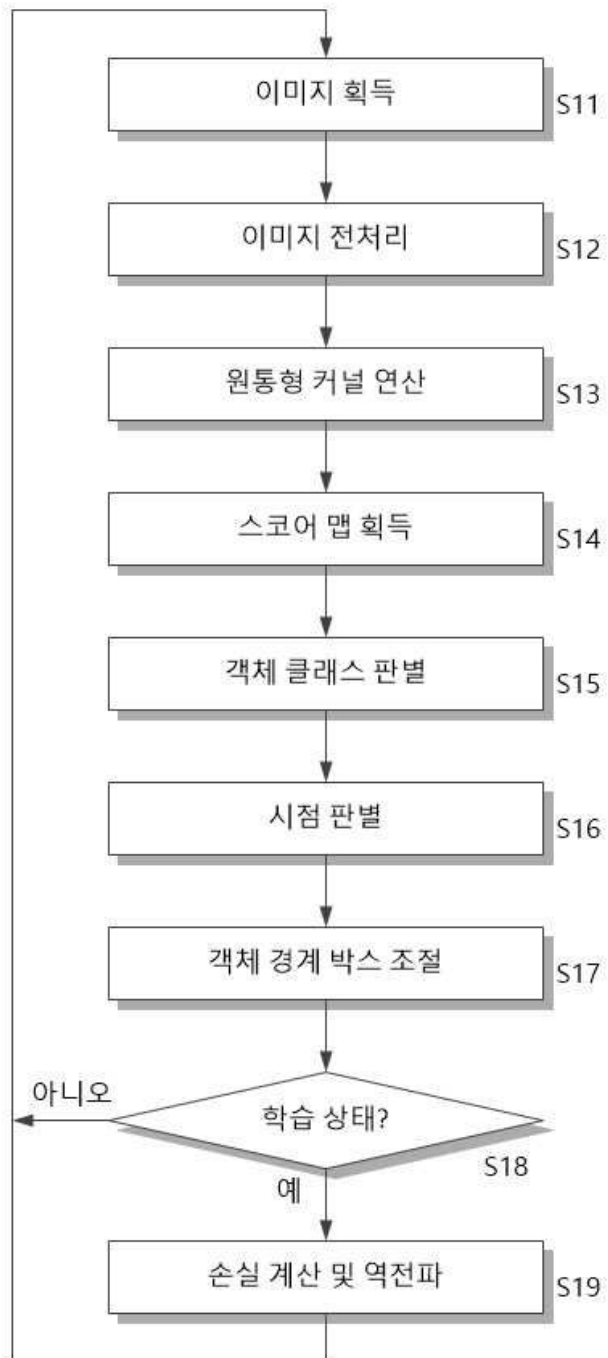 이미지 획득
S11
이미지 전처리
S12
원통형 커널 연산
S13
스코어 맵 획득
S14
객체 클래스 판별
S15
시점 판별
S16
객체 경계 박스 조절
S17
아니오
학습 상태?
S18
예
손실 계산 및 역전파
S19